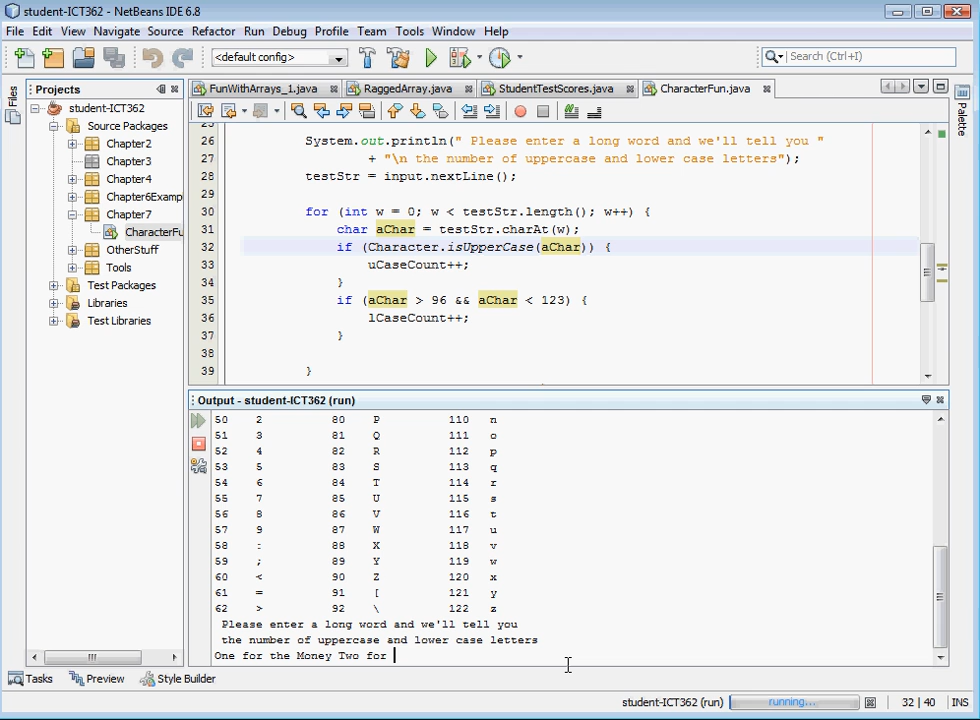 student-ICT362 - NetBeans IDE 6.8
File Edit View Navigate Source Refactor Run Debug Profile Team Tools Window Help
<default config>
Search (Ctrl+I)
Files
Projects
student-ICT362
Source Packages
Chapter2
Chapter3
Chapter4
Chapter6Examp
Chapter7
CharacterFu
OtherStuff
Tools
Test Packages
Libraries
Test Libraries
FunWithArrays_1.java RaggedArray.java StudentTestScores.java CharacterFun.java
Palette
26 System.out.println(" Please enter a long word and we'll tell you "
27 + "\n the number of uppercase and lower case letters");
28 testStr = input.nextLine();
29
30 for (int w = 0; w < testStr.length(); w++) {
31 char aChar = testStr.charAt(w);
32 if (Character.isUpperCase(aChar)) {
33 uCaseCount++;
34 }
35 if (aChar > 96 && aChar < 123) {
36 lCaseCount++;
37 }
38
39 }
Output - student-ICT362 (run)
50 2 80 P 110 n
51 3 81 Q 111 o
52 4 82 R 112 p
53 5 83 S 113 q
54 6 84 T 114 r
55 7 85 U 115 s
56 8 86 V 116 t
57 9 87 W 117 u
58 : 88 X 118 v
59 ; 89 Y 119 w
60 < 90 Z 120 x
61 = 91 [ 121 y
62 > 92 \ 122 z
Please enter a long word and we'll tell you
the number of uppercase and lower case letters
One for the Money Two for
Tasks Preview Style Builder
student-ICT362 (run) running... 32 | 40 INS